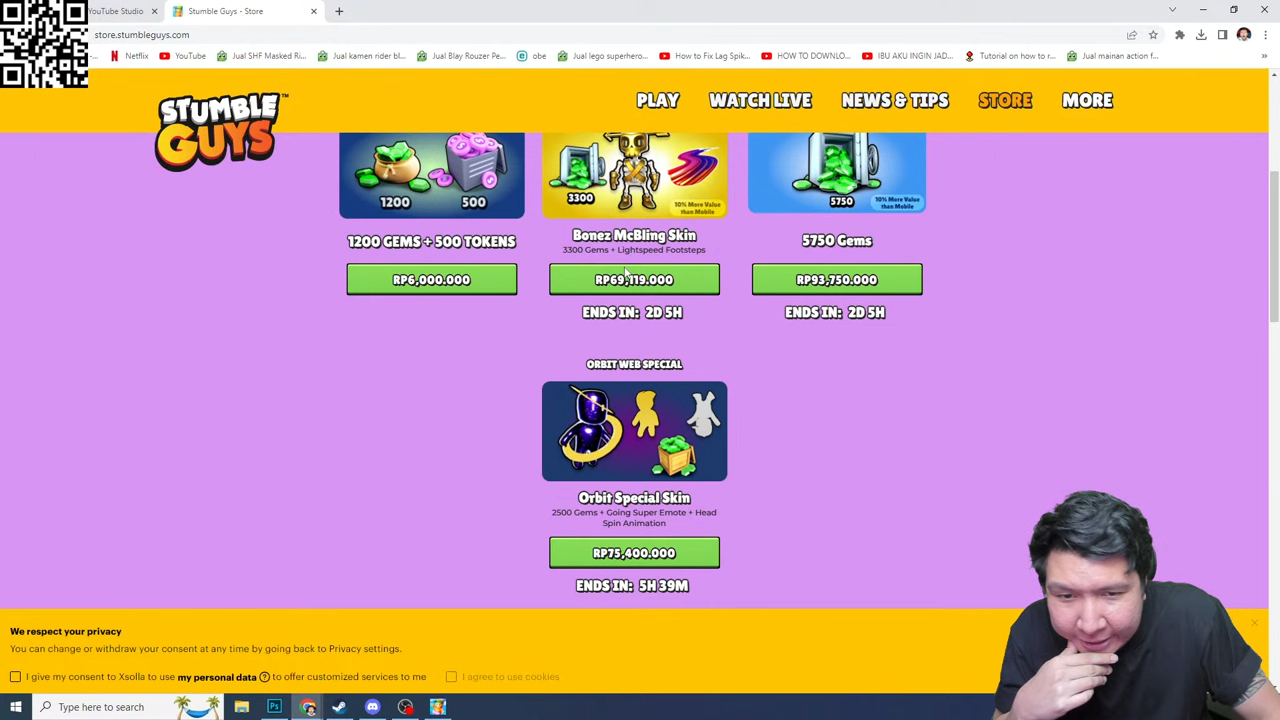 YouTube Studio
Stumble Guys - Store
store.stumbleguys.com
Netflix
YouTube
Jual SHF Masked Ri...
Jual kamen rider bl...
Jual Blay Rouzer Pe...
obe
Jual lego superhero...
How to Fix Lag Spik...
HOW TO DOWNLO...
IBU AKU INGIN JAD...
Tutorial on how to r...
Jual mainan action f...
STUMBLE GUYS™
PLAY
WATCH LIVE
NEWS & TIPS
STORE
MORE
1200
500
3300
10% More Value
than Mobile
5750
10% More Value
than Mobile
1200 GEMS + 500 TOKENS
Bonez McBling Skin
3300 Gems + Lightspeed Footsteps
5750 Gems
RP6,000.000
RP69,119.000
RP93,750.000
ENDS IN: 2D 5H
ENDS IN: 2D 5H
ORBIT WEB SPECIAL
Orbit Special Skin
2500 Gems + Going Super Emote + Head
Spin Animation
RP75,400.000
ENDS IN: 5H 39M
We respect your privacy
You can change or withdraw your consent at any time by going back to Privacy settings.
I give my consent to Xsolla to use my personal data ? to offer customized services to me
I agree to use cookies
Type here to search